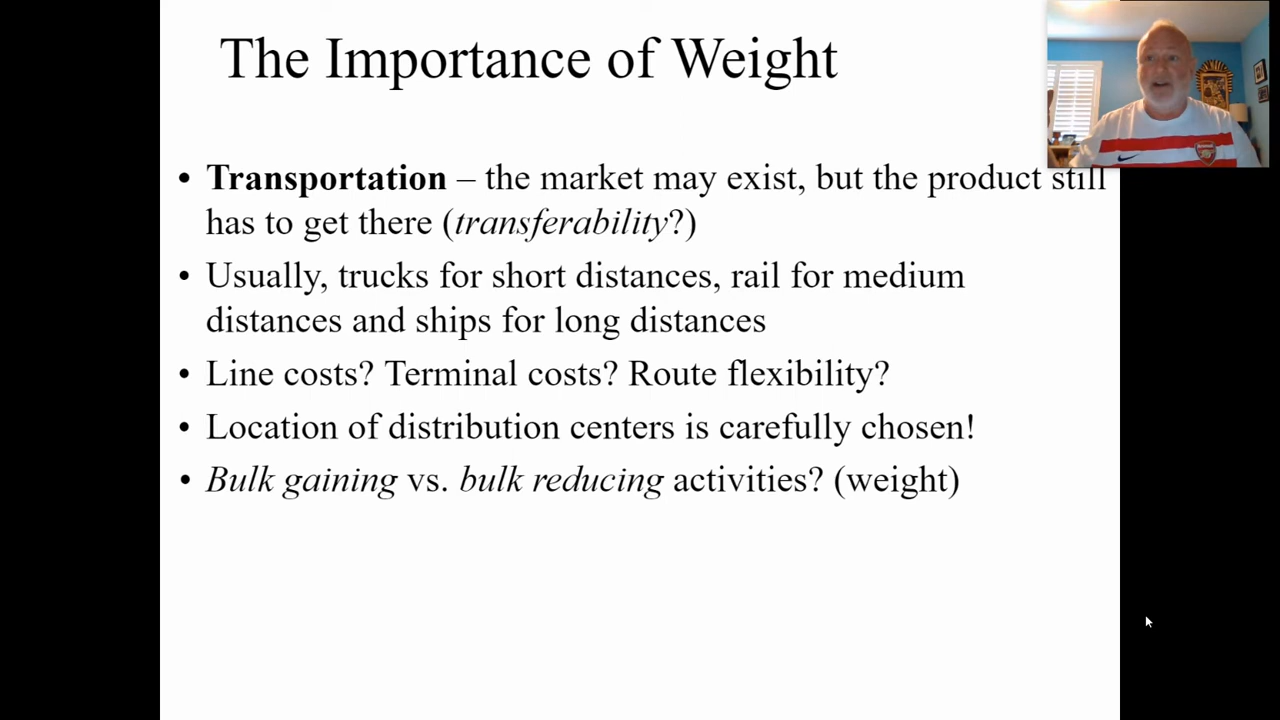 The Importance of Weight
• Transportation – the market may exist, but the product still
has to get there (transferability?)
• Usually, trucks for short distances, rail for medium
distances and ships for long distances
• Line costs? Terminal costs? Route flexibility?
• Location of distribution centers is carefully chosen!
• Bulk gaining vs. bulk reducing activities? (weight)
Arsenal